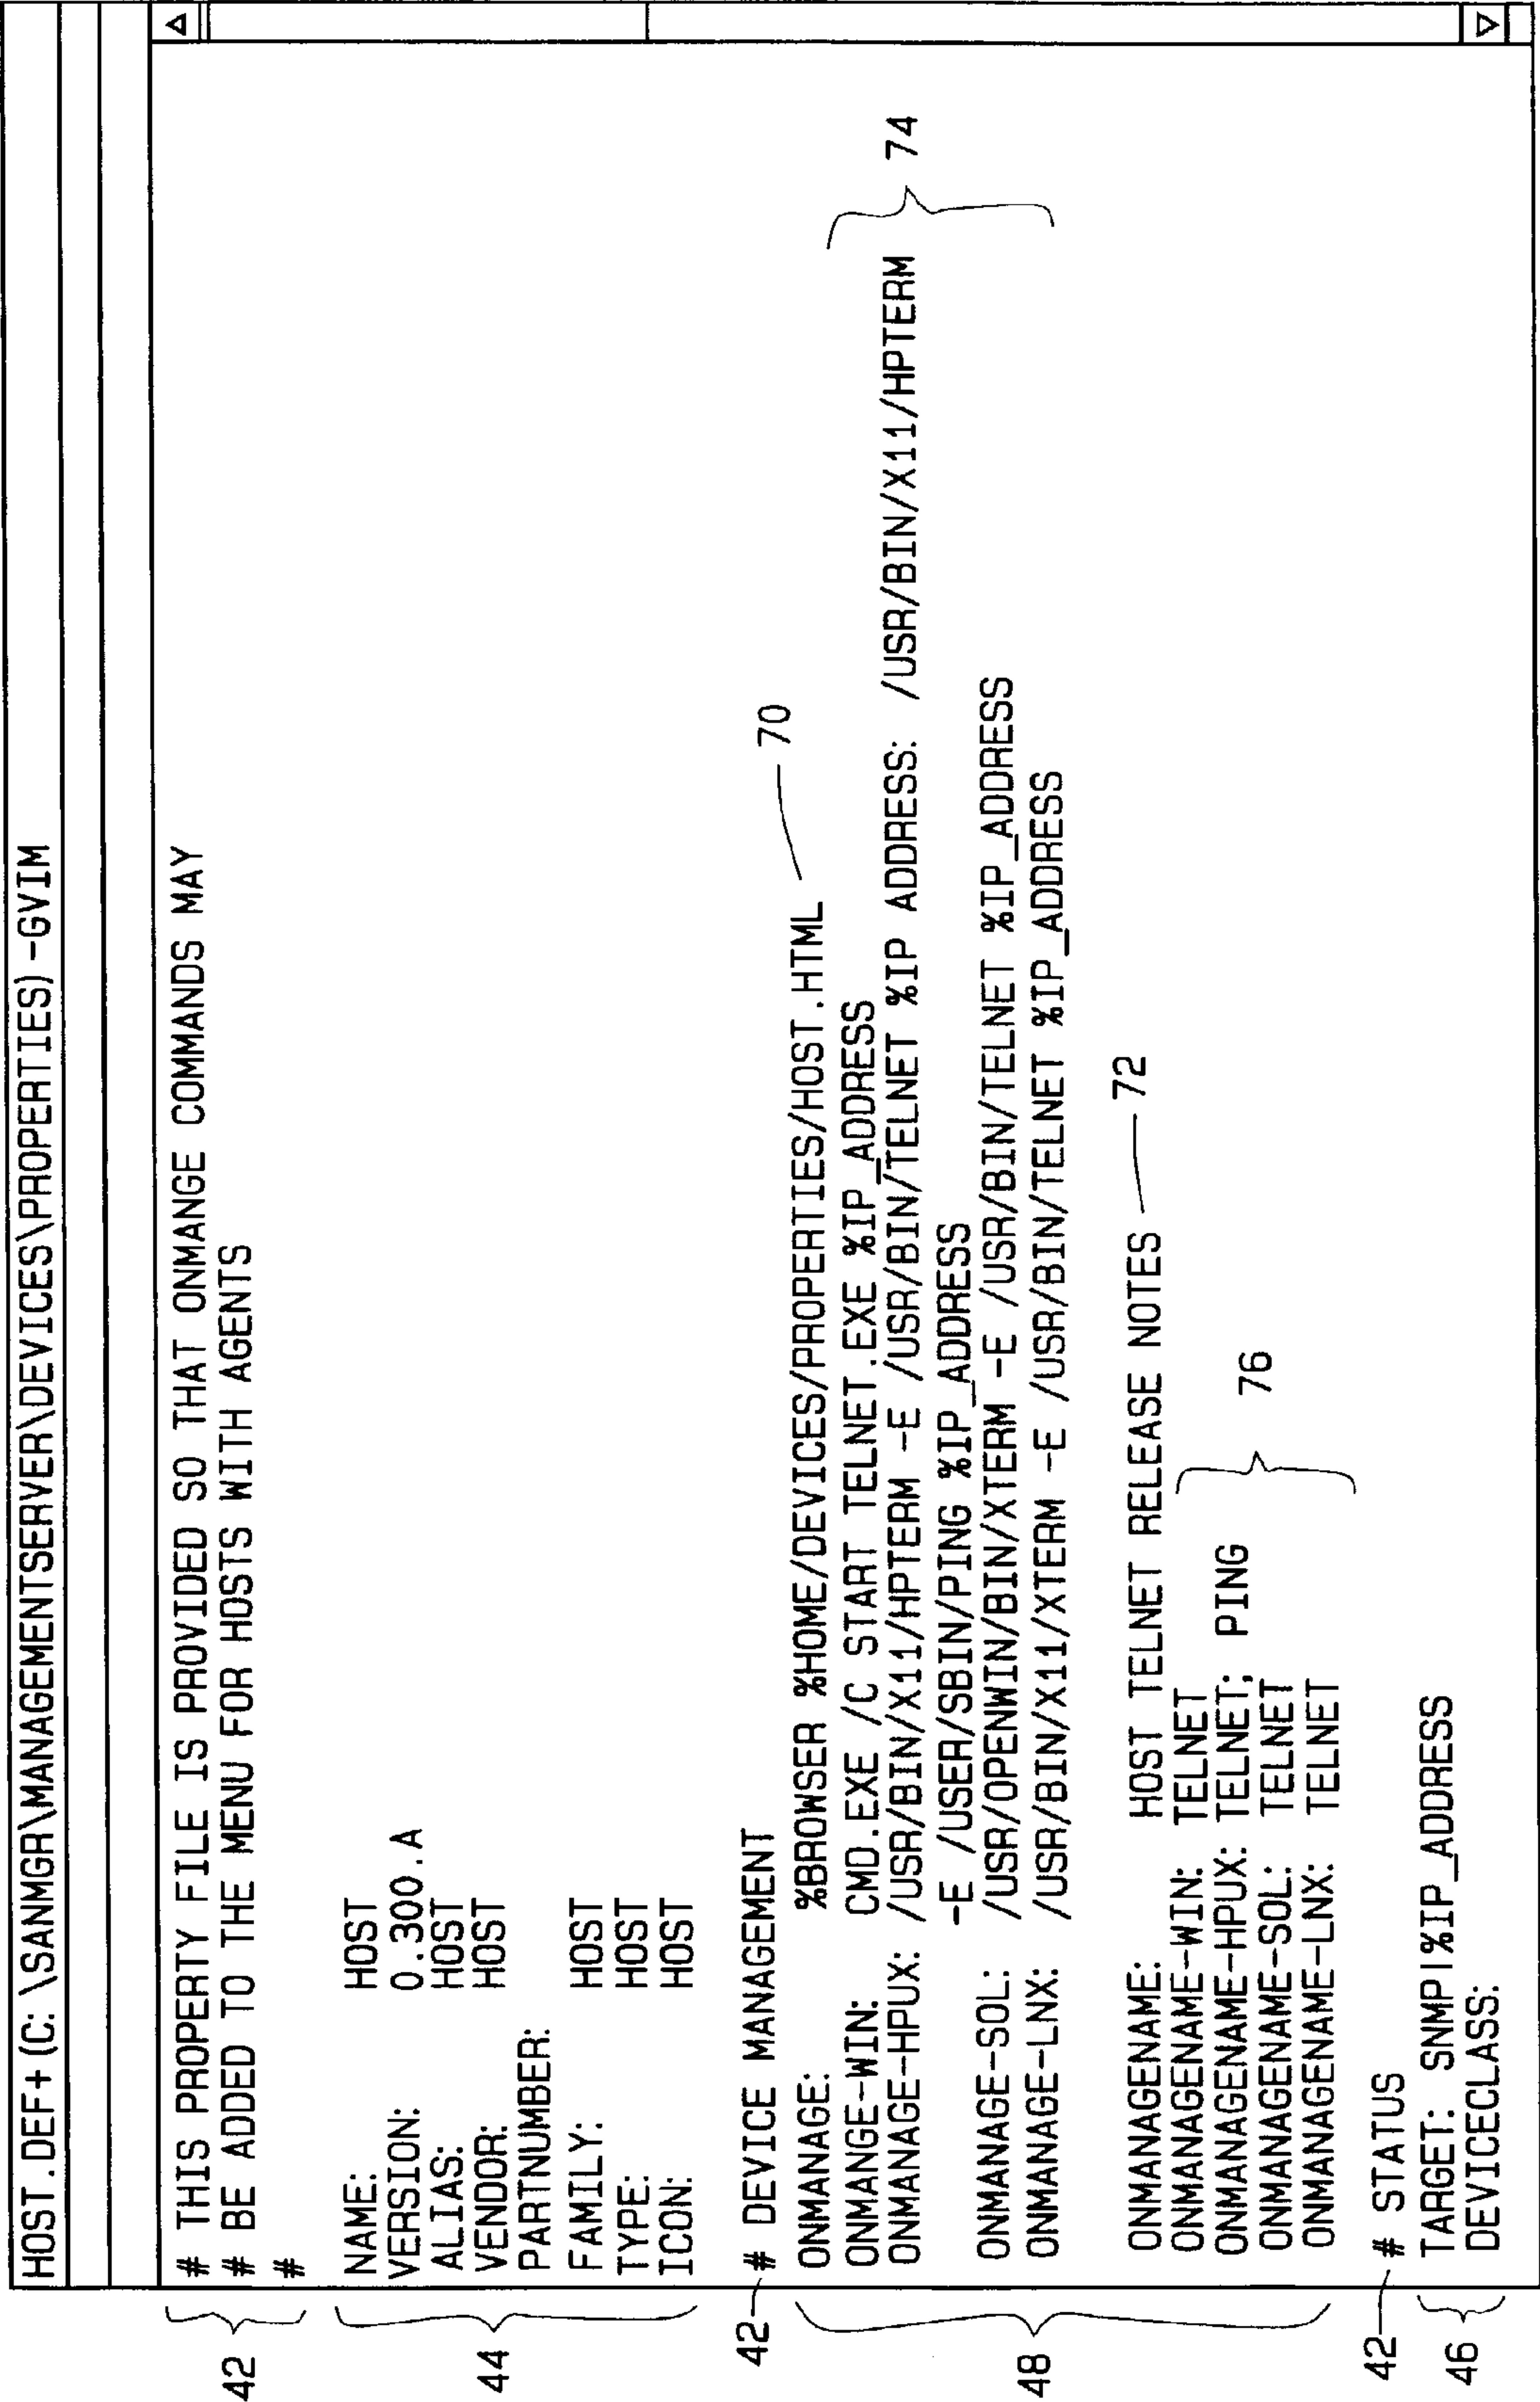 HOST.DEF+ (C: \SANMGR\MANAGEMENTSERVER\DEVICES\PROPERTIES) -GVIM
42
# THIS PROPERTY FILE IS PROVIDED SO THAT ONMANGE COMMANDS MAY
# BE ADDED TO THE MENU FOR HOSTS WITH AGENTS
#
44
NAME: HOST
VERSION: 0.300.A
ALIAS: HOST
VENDOR: HOST
PARTNUMBER:
FAMILY: HOST
TYPE: HOST
ICON: HOST
42
# DEVICE MANAGEMENT
70
48
ONMANAGE: %BROWSER %HOME/DEVICES/PROPERTIES/HOST.HTML
ONMANGE-WIN: CMD.EXE /C START TELNET.EXE %IP_ADDRESS
ONMANAGE-HPUX: /USR/BIN/X11/HPTERM -E /USR/BIN/TELNET %IP ADDRESS: /USR/BIN/X11/HPTERM
74
-E /USER/SBIN/PING %IP_ADDRESS
ONMANAGE-SOL: /USR/OPENWIN/BIN/XTERM -E /USR/BIN/TELNET %IP_ADDRESS
ONMANAGE-LNX: /USR/BIN/X11/XTERM -E /USR/BIN/TELNET %IP_ADDRESS
ONMANAGENAME: HOST TELNET RELEASE NOTES
72
ONMANAGENAME-WIN: TELNET
ONMANAGENAME-HPUX: TELNET; PING
76
ONMANAGENAME-SOL: TELNET
ONMANAGENAME-LNX: TELNET
42
# STATUS
46
TARGET: SNMP|%IP_ADDRESS
DEVICECLASS: